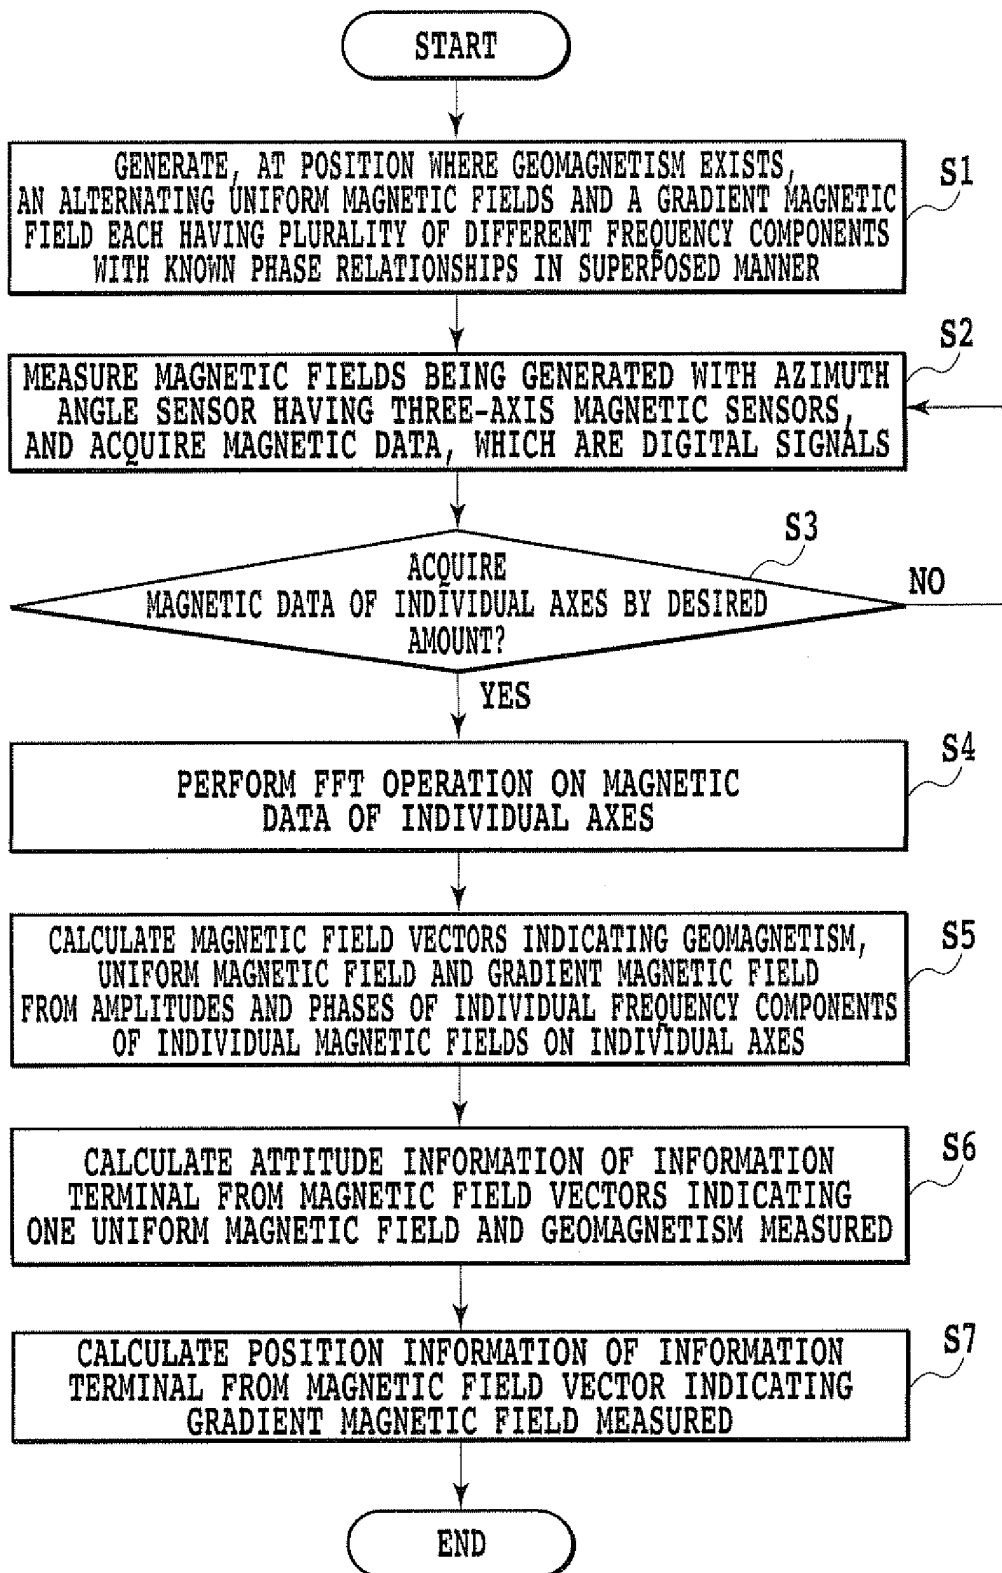 START
GENERATE, AT POSITION WHERE GEOMAGNETISM EXISTS,
AN ALTERNATING UNIFORM MAGNETIC FIELDS AND A GRADIENT MAGNETIC
FIELD EACH HAVING PLURALITY OF DIFFERENT FREQUENCY COMPONENTS
WITH KNOWN PHASE RELATIONSHIPS IN SUPERPOSED MANNER
S1
MEASURE MAGNETIC FIELDS BEING GENERATED WITH AZIMUTH
ANGLE SENSOR HAVING THREE-AXIS MAGNETIC SENSORS,
AND ACQUIRE MAGNETIC DATA, WHICH ARE DIGITAL SIGNALS
S2
ACQUIRE
MAGNETIC DATA OF INDIVIDUAL AXES BY DESIRED
AMOUNT?
S3
NO
YES
PERFORM FFT OPERATION ON MAGNETIC
DATA OF INDIVIDUAL AXES
S4
CALCULATE MAGNETIC FIELD VECTORS INDICATING GEOMAGNETISM,
UNIFORM MAGNETIC FIELD AND GRADIENT MAGNETIC FIELD
FROM AMPLITUDES AND PHASES OF INDIVIDUAL FREQUENCY COMPONENTS
OF INDIVIDUAL MAGNETIC FIELDS ON INDIVIDUAL AXES
S5
CALCULATE ATTITUDE INFORMATION OF INFORMATION
TERMINAL FROM MAGNETIC FIELD VECTORS INDICATING
ONE UNIFORM MAGNETIC FIELD AND GEOMAGNETISM MEASURED
S6
CALCULATE POSITION INFORMATION OF INFORMATION
TERMINAL FROM MAGNETIC FIELD VECTOR INDICATING
GRADIENT MAGNETIC FIELD MEASURED
S7
END